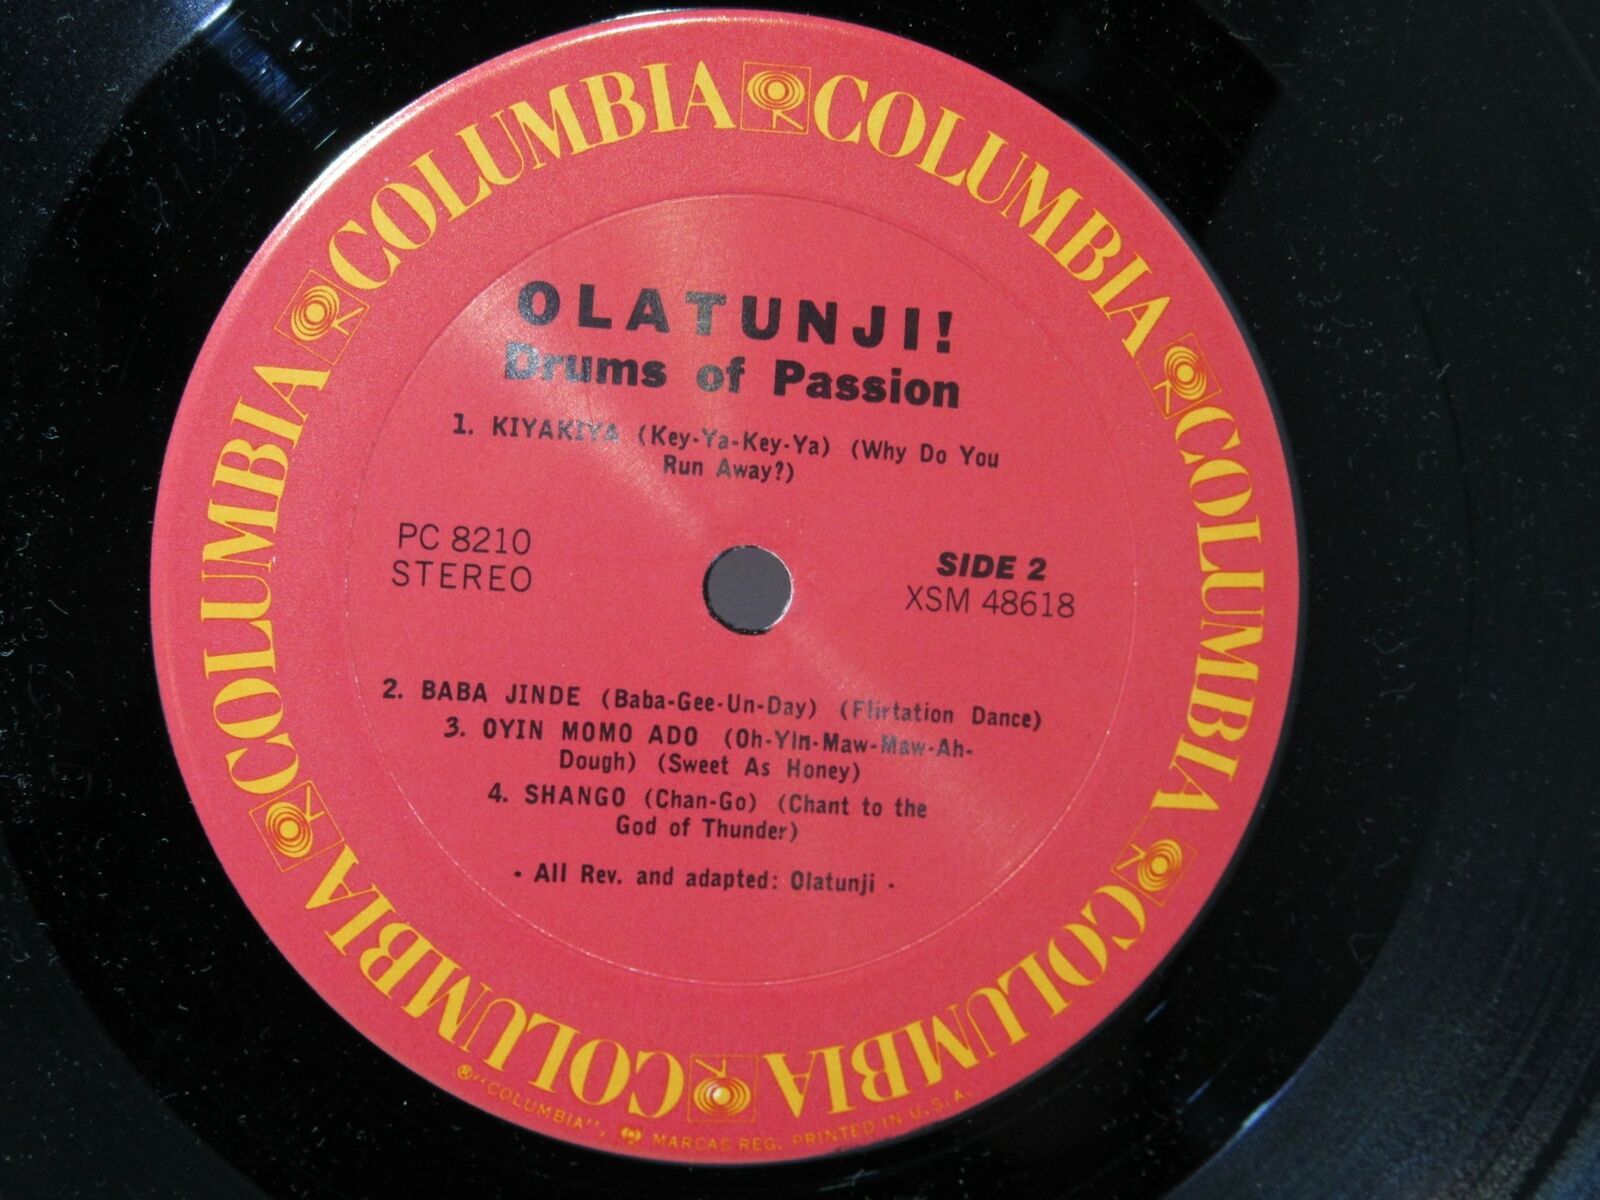 COLUMBIA COLUMBIA COLUMBIA COLUMBIA COLUMBIA COLUMBIA
OLATUNJI!
Drums of Passion
1. KIYAKIYA (Key-Ya-Key-Ya) (Why Do You
Run Away?)
PC 8210
STEREO
SIDE 2
XSM 48618
2. BABA JINDE (Baba-Gee-Un-Day) (Flirtation Dance)
3. OYIN MOMO ADO (Oh-Yin-Maw-Maw-Ah-
Dough) (Sweet As Honey)
4. SHANGO (Chan-Go) (Chant to the
God of Thunder)
• All Rev. and adapted: Olatunji •
®"COLUMBIA", MARCAS REG. PRINTED IN U.S.A.